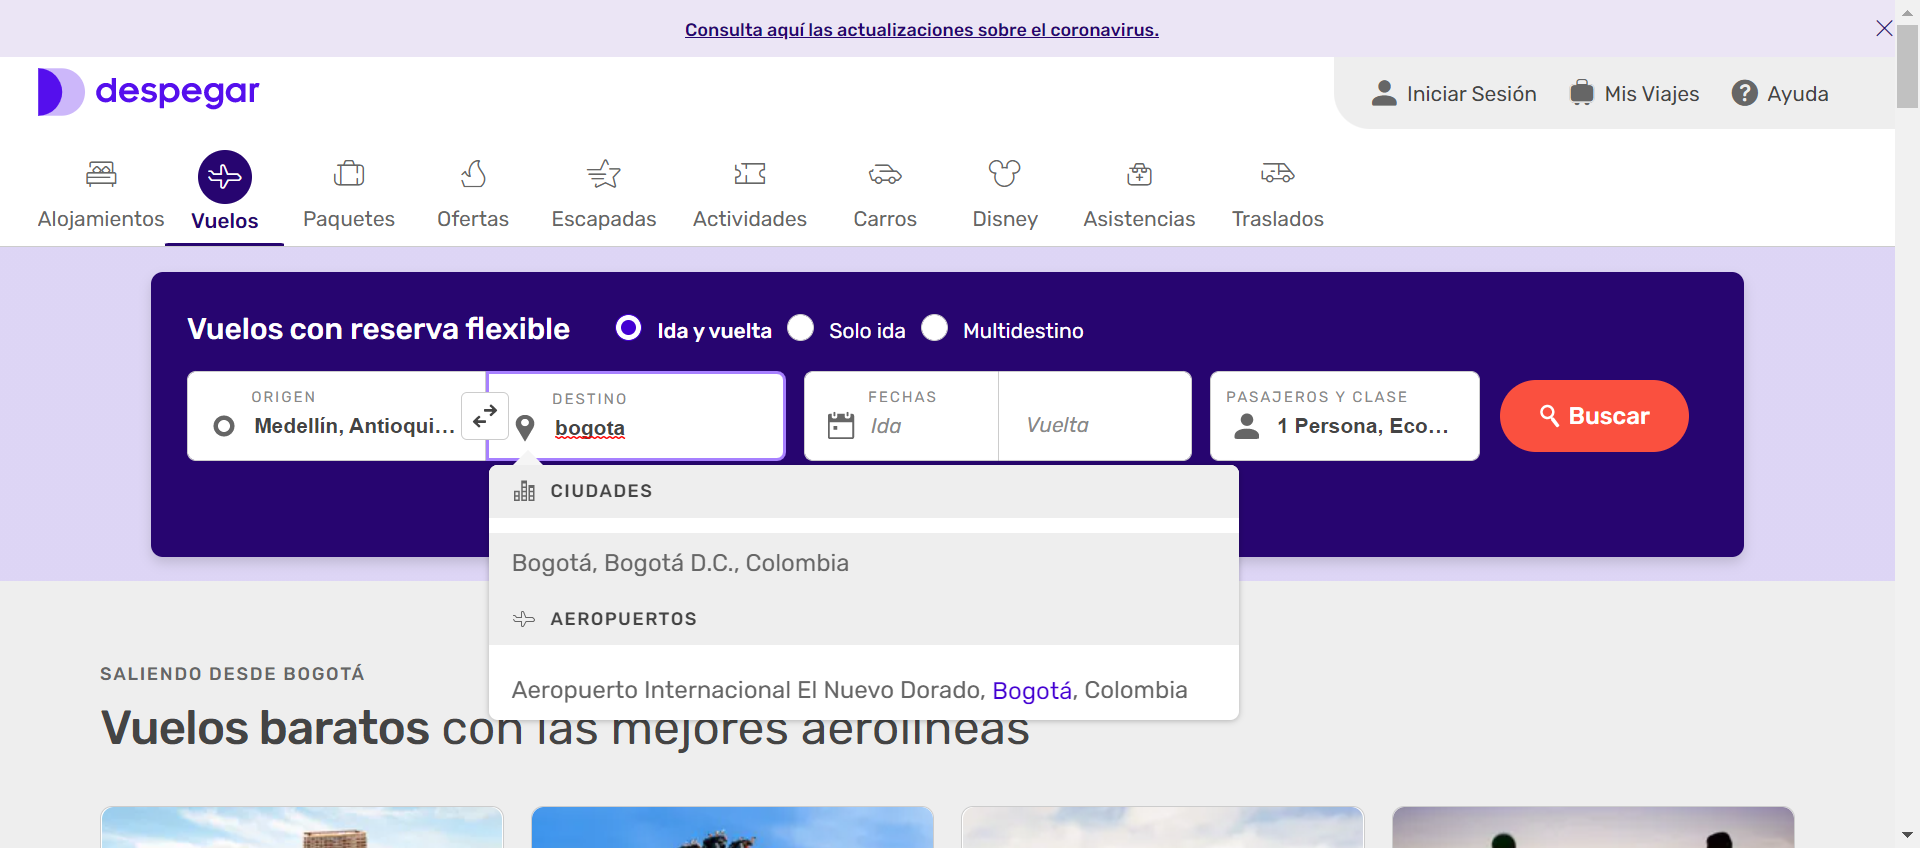 Consulta aquí las actualizaciones sobre el coronavirus.
despegar
Iniciar Sesión
Mis Viajes
Ayuda
Alojamientos
Vuelos
Paquetes
Ofertas
Escapadas
Actividades
Carros
Disney
Asistencias
Traslados
Vuelos con reserva flexible
Ida y vuelta
Solo ida
Multidestino
ORIGEN
Medellín, Antioqui...
DESTINO
bogota
FECHAS
Ida
Vuelta
PASAJEROS Y CLASE
1 Persona, Eco...
Buscar
CIUDADES
Bogotá, Bogotá D.C., Colombia
AEROPUERTOS
Aeropuerto Internacional El Nuevo Dorado, Bogotá, Colombia
SALIENDO DESDE BOGOTÁ
Vuelos baratos con las mejores aerolíneas